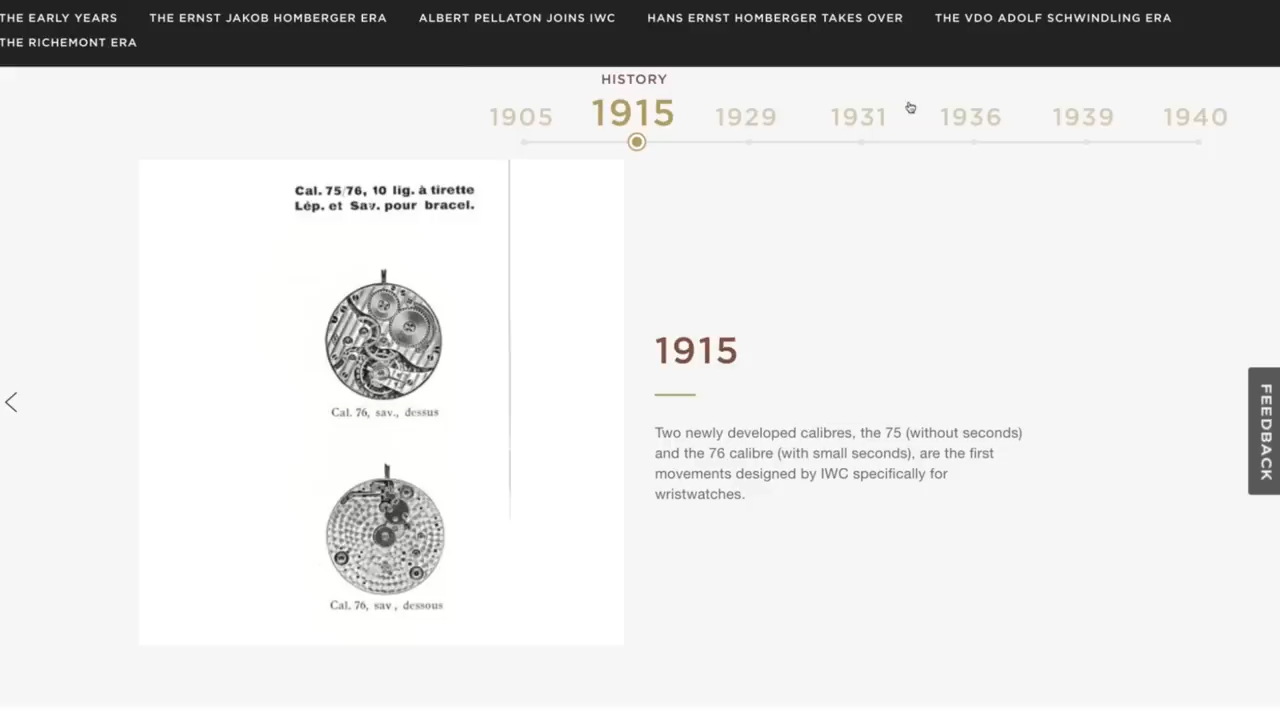 THE EARLY YEARS THE ERNST JAKOB HOMBERGER ERA ALBERT PELLATON JOINS IWC HANS ERNST HOMBERGER TAKES OVER THE VDO ADOLF SCHWINDLING ERA
THE RICHEMONT ERA
HISTORY
1905 1915 1929 1931 1936 1939 1940
Cal. 75/76, 10 lig. à tirette
Lép. et Sav. pour bracel.
Cal. 76, sav., dessus
Cal. 76, sav, dessous
1915
Two newly developed calibres, the 75 (without seconds)
and the 76 calibre (with small seconds), are the first
movements designed by IWC specifically for
wristwatches.
FEEDBACK